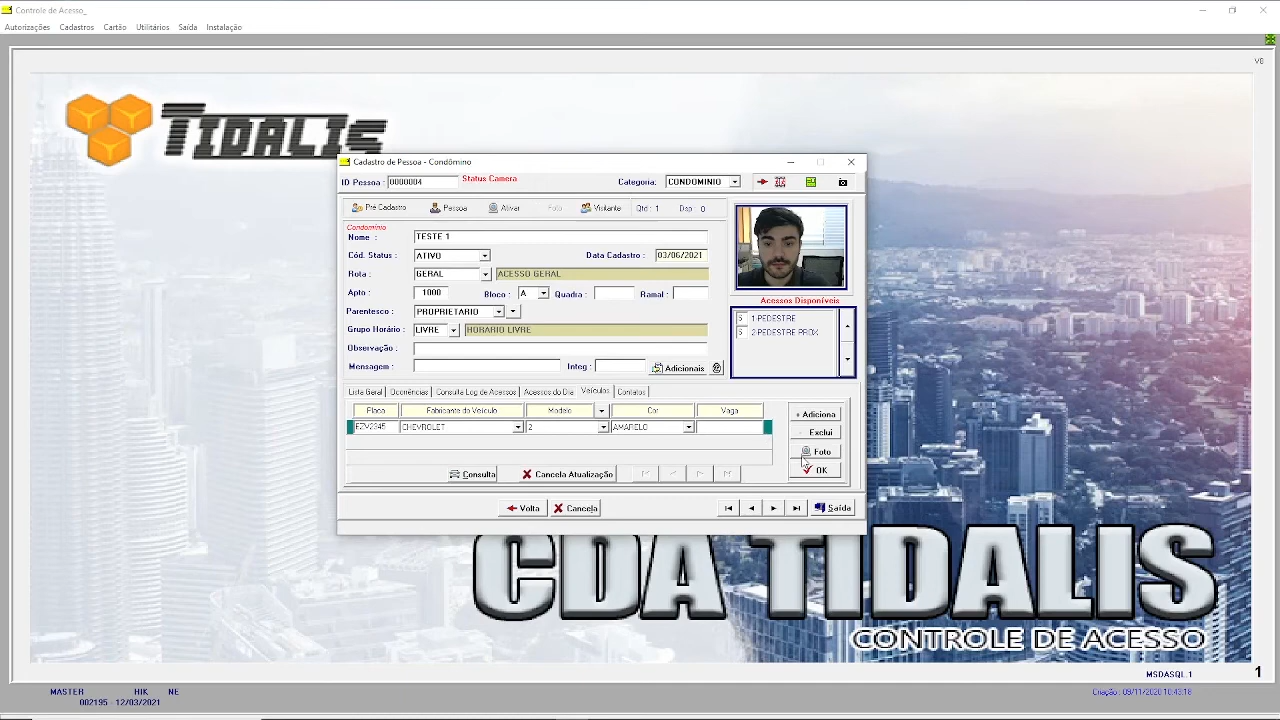 Controle de Acesso_
Autorizações Cadastros Cartão Utilitários Saída Instalação
V8
TIDALIS
Cadastro de Pessoa - Condômino
ID Pessoa : 0000004 Status Camera Categoria: CONDOMINIO
Pré Cadastro Pessoa Visitante Qtd : 1 Dsp 0
Condomínio
Nome : TESTE 1
Cód. Status : ATIVO Data Cadastro : 03/06/2021
Rota : GERAL ACESSO GERAL
Apto : 1000 Bloco : A Quadra : Ramal :
Acessos Disponíveis
Parentesco : PROPRIETARIO
1 PEDESTRE
Grupo Horário : LIVRE HORARIO LIVRE
2 PEDESTRE PROX
Observação :
Mensagem : Integ : Adicionais
Lista Geral Ocorrências Consulta Log de Acessos Acessos do Dia Veículos Contatos
Placa Fabricante do Veículo Modelo Cor Vaga
+ Adiciona
FZV2345 CHEVROLET 2 AMARELO
- Exclui
Foto
OK
Consulta Cancela Atualização
Volta Cancela Saída
CDA TIDALIS
CONTROLE DE ACESSO
MSDASQL.1 1
MASTER HIK NE
Criação : 09/11/2020 10:43:18
002195 - 12/03/2021